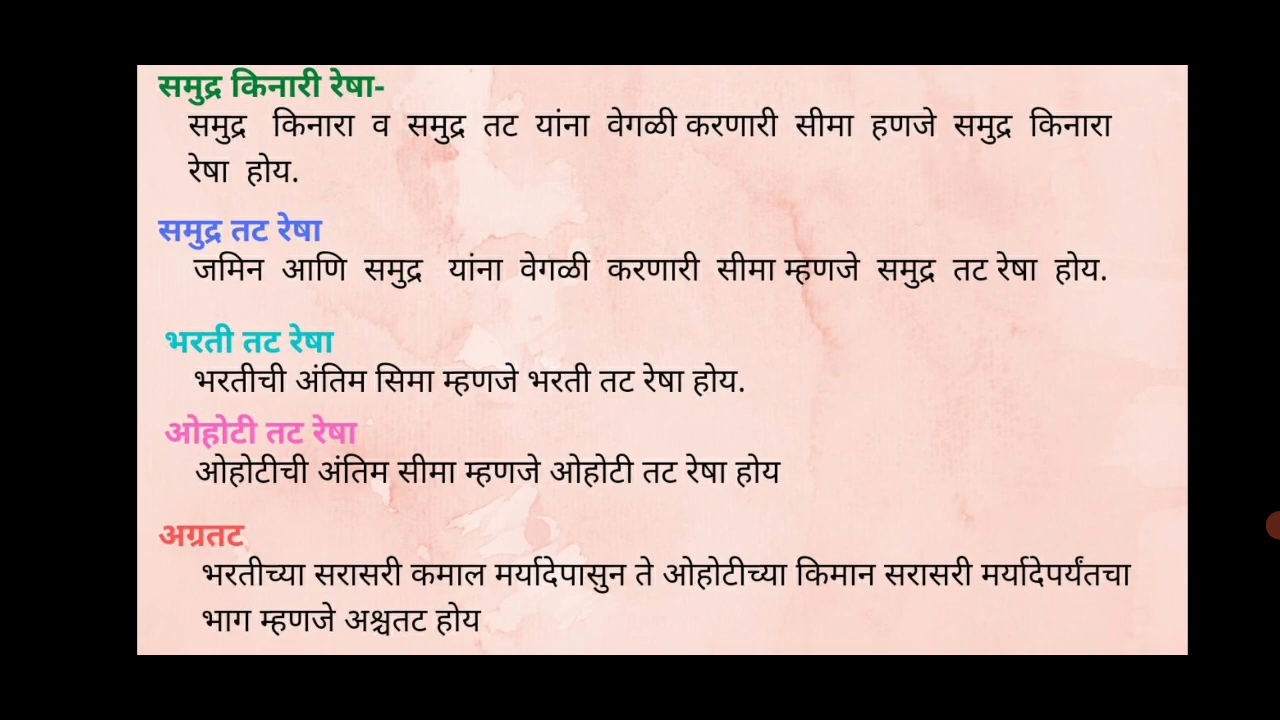 समुद्र किनारी रेषा-
समुद्र किनारा व समुद्र तट यांना वेगळी करणारी सीमा हणजे समुद्र किनारा
रेषा होय.
समुद्र तट रेषा
जमिन आणि समुद्र यांना वेगळी करणारी सीमा म्हणजे समुद्र तट रेषा होय.
भरती तट रेषा
भरतीची अंतिम सिमा म्हणजे भरती तट रेषा होय.
ओहोटी तट रेषा
ओहोटीची अंतिम सीमा म्हणजे ओहोटी तट रेषा होय
अग्रतट
भरतीच्या सरासरी कमाल मर्यादेपासुन ते ओहोटीच्या किमान सरासरी मर्यादेपर्यंतचा
भाग म्हणजे अश्चतट होय